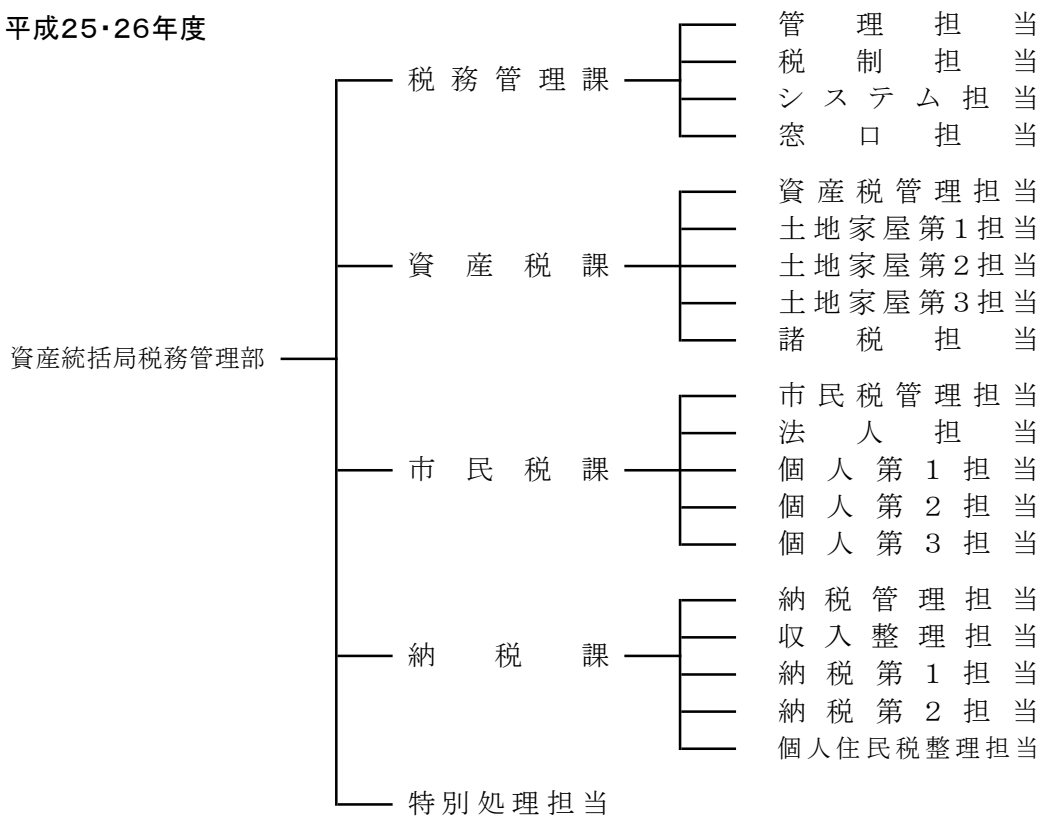 平成25・26年度
資産統括局税務管理部
税務管理課
管理担当
税制担当
システム担当
窓口担当
資産税課
資産税管理担当
土地家屋第1担当
土地家屋第2担当
土地家屋第3担当
諸税担当
市民税課
市民税管理担当
法人担当
個人第1担当
個人第2担当
個人第3担当
納税課
納税管理担当
収入整理担当
納税第1担当
納税第2担当
個人住民税整理担当
特別処理担当